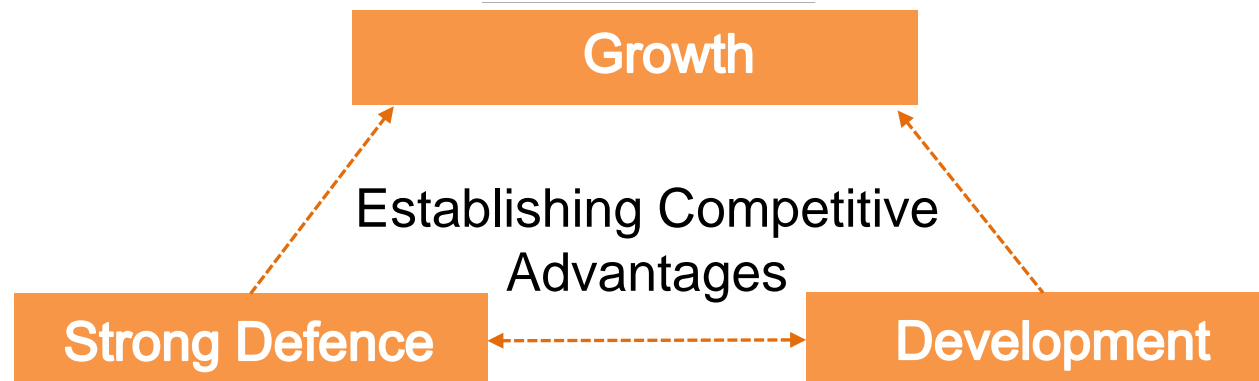 Growth
Establishing Competitive
Advantages
Strong Defence
Development